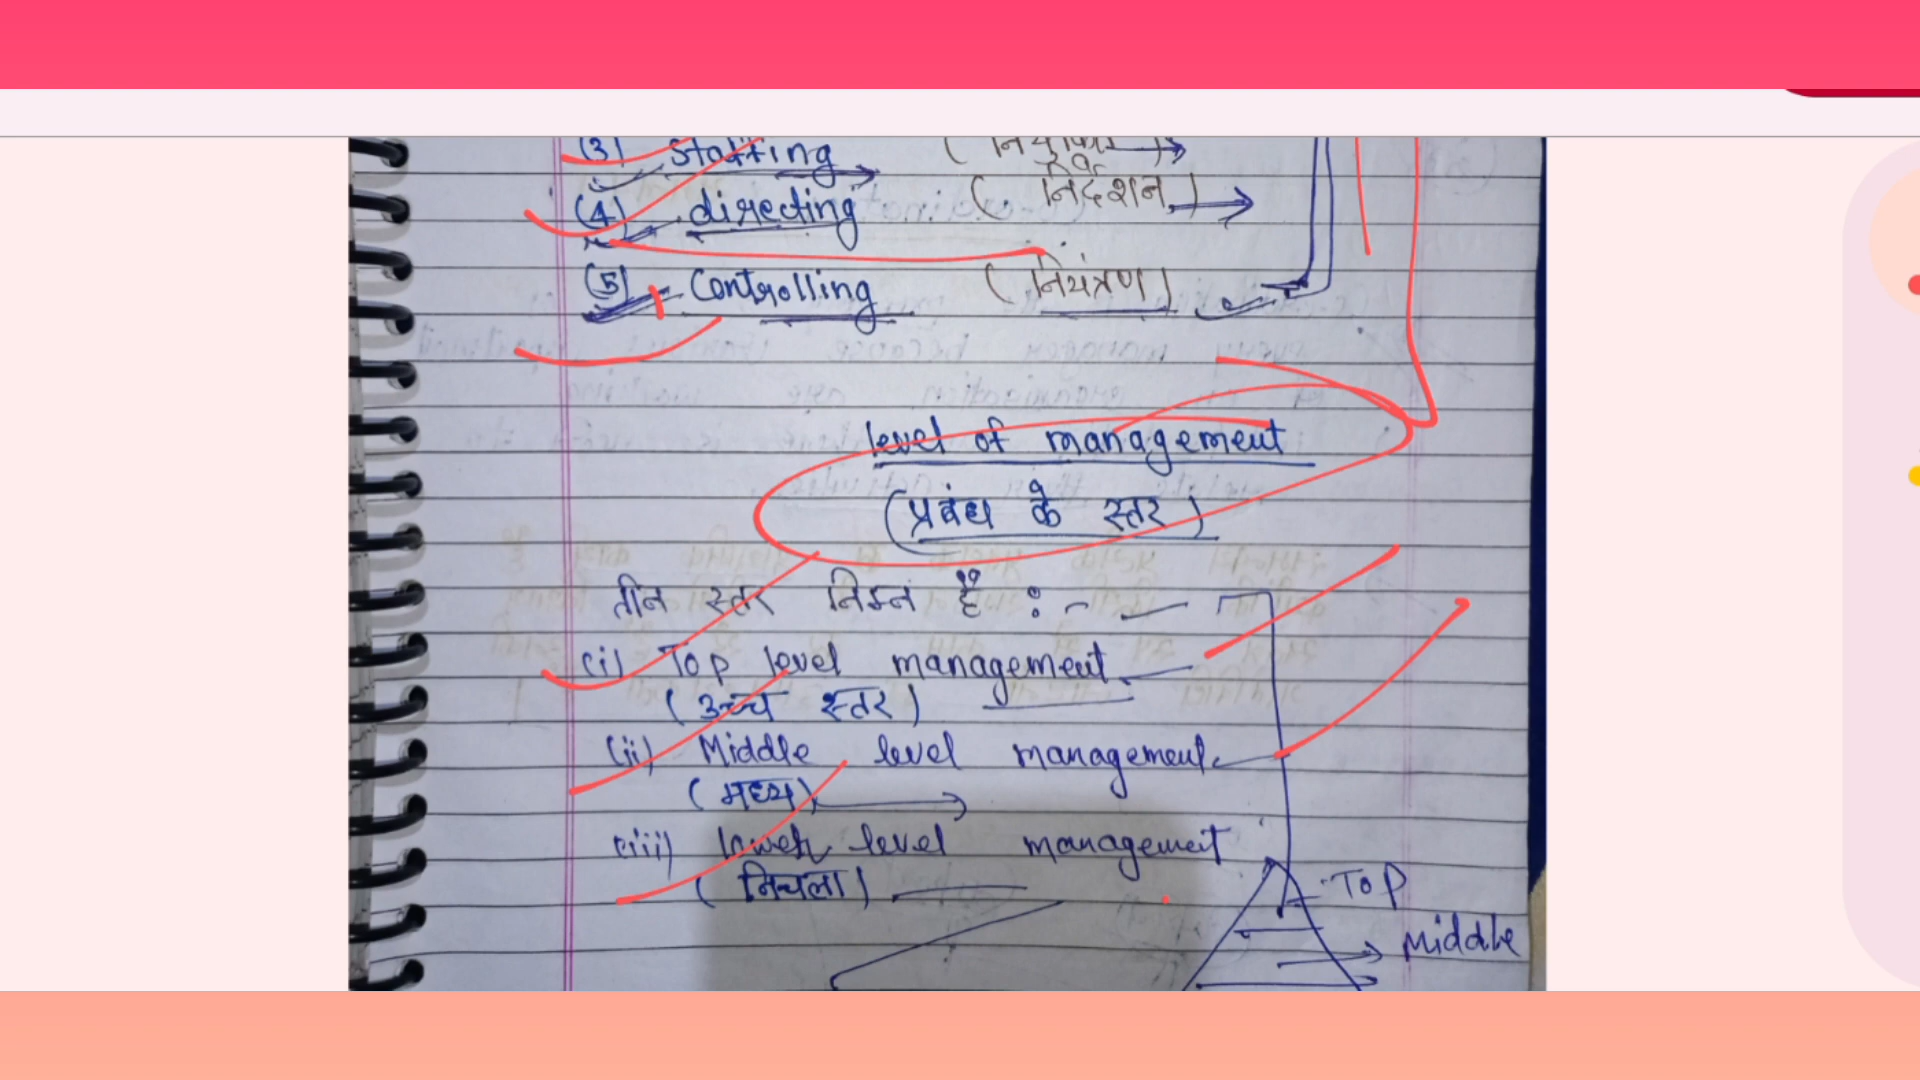 (3) Staffing
(4) directing (निर्देशन)
(5) Controlling (नियंत्रण)
level of management
(प्रबंध के स्तर)
तीन स्तर निम्न हैं :-
(i) Top level management
(उच्च स्तर)
(ii) Middle level management
(मध्य)
(iii) lower level management
(निचला)
Top
Middle